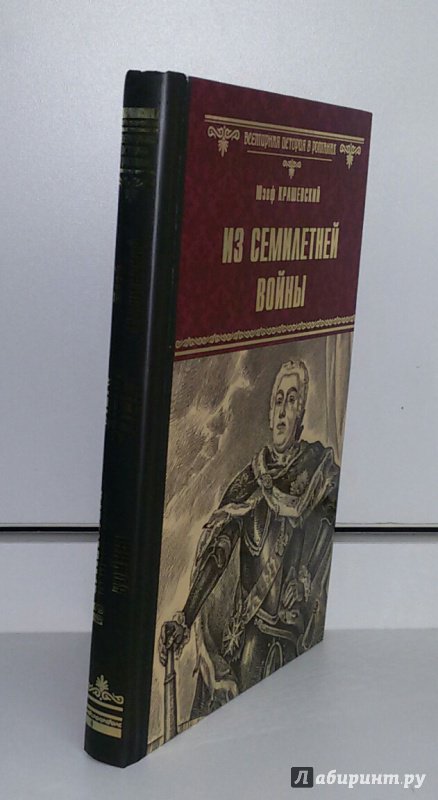 ВСЕМИРНАЯ ИСТОРИЯ В РОМАНАХ
Юзеф КРАШЕВСКИЙ
ИЗ СЕМИЛЕТНЕЙ
ВОЙНЫ
Лабиринт.ру